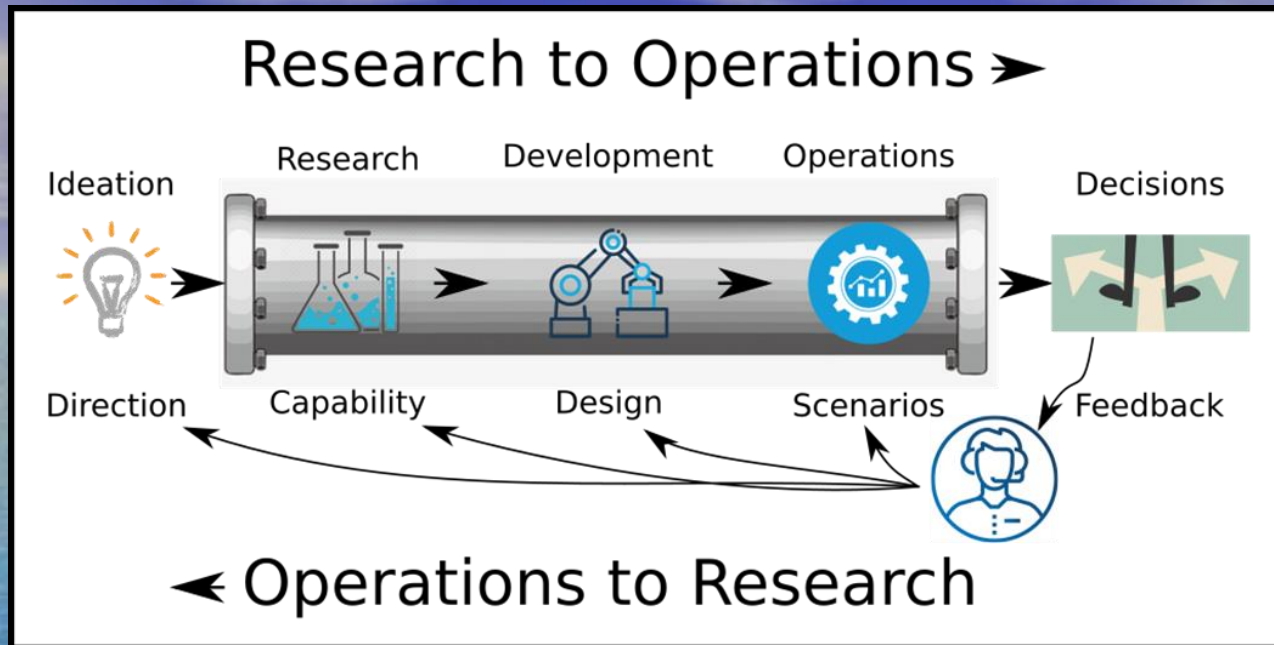 Research to Operations
Ideation
Research
Development
Operations
Decisions
Direction
Capability
Design
Scenarios
Feedback
Operations to Research